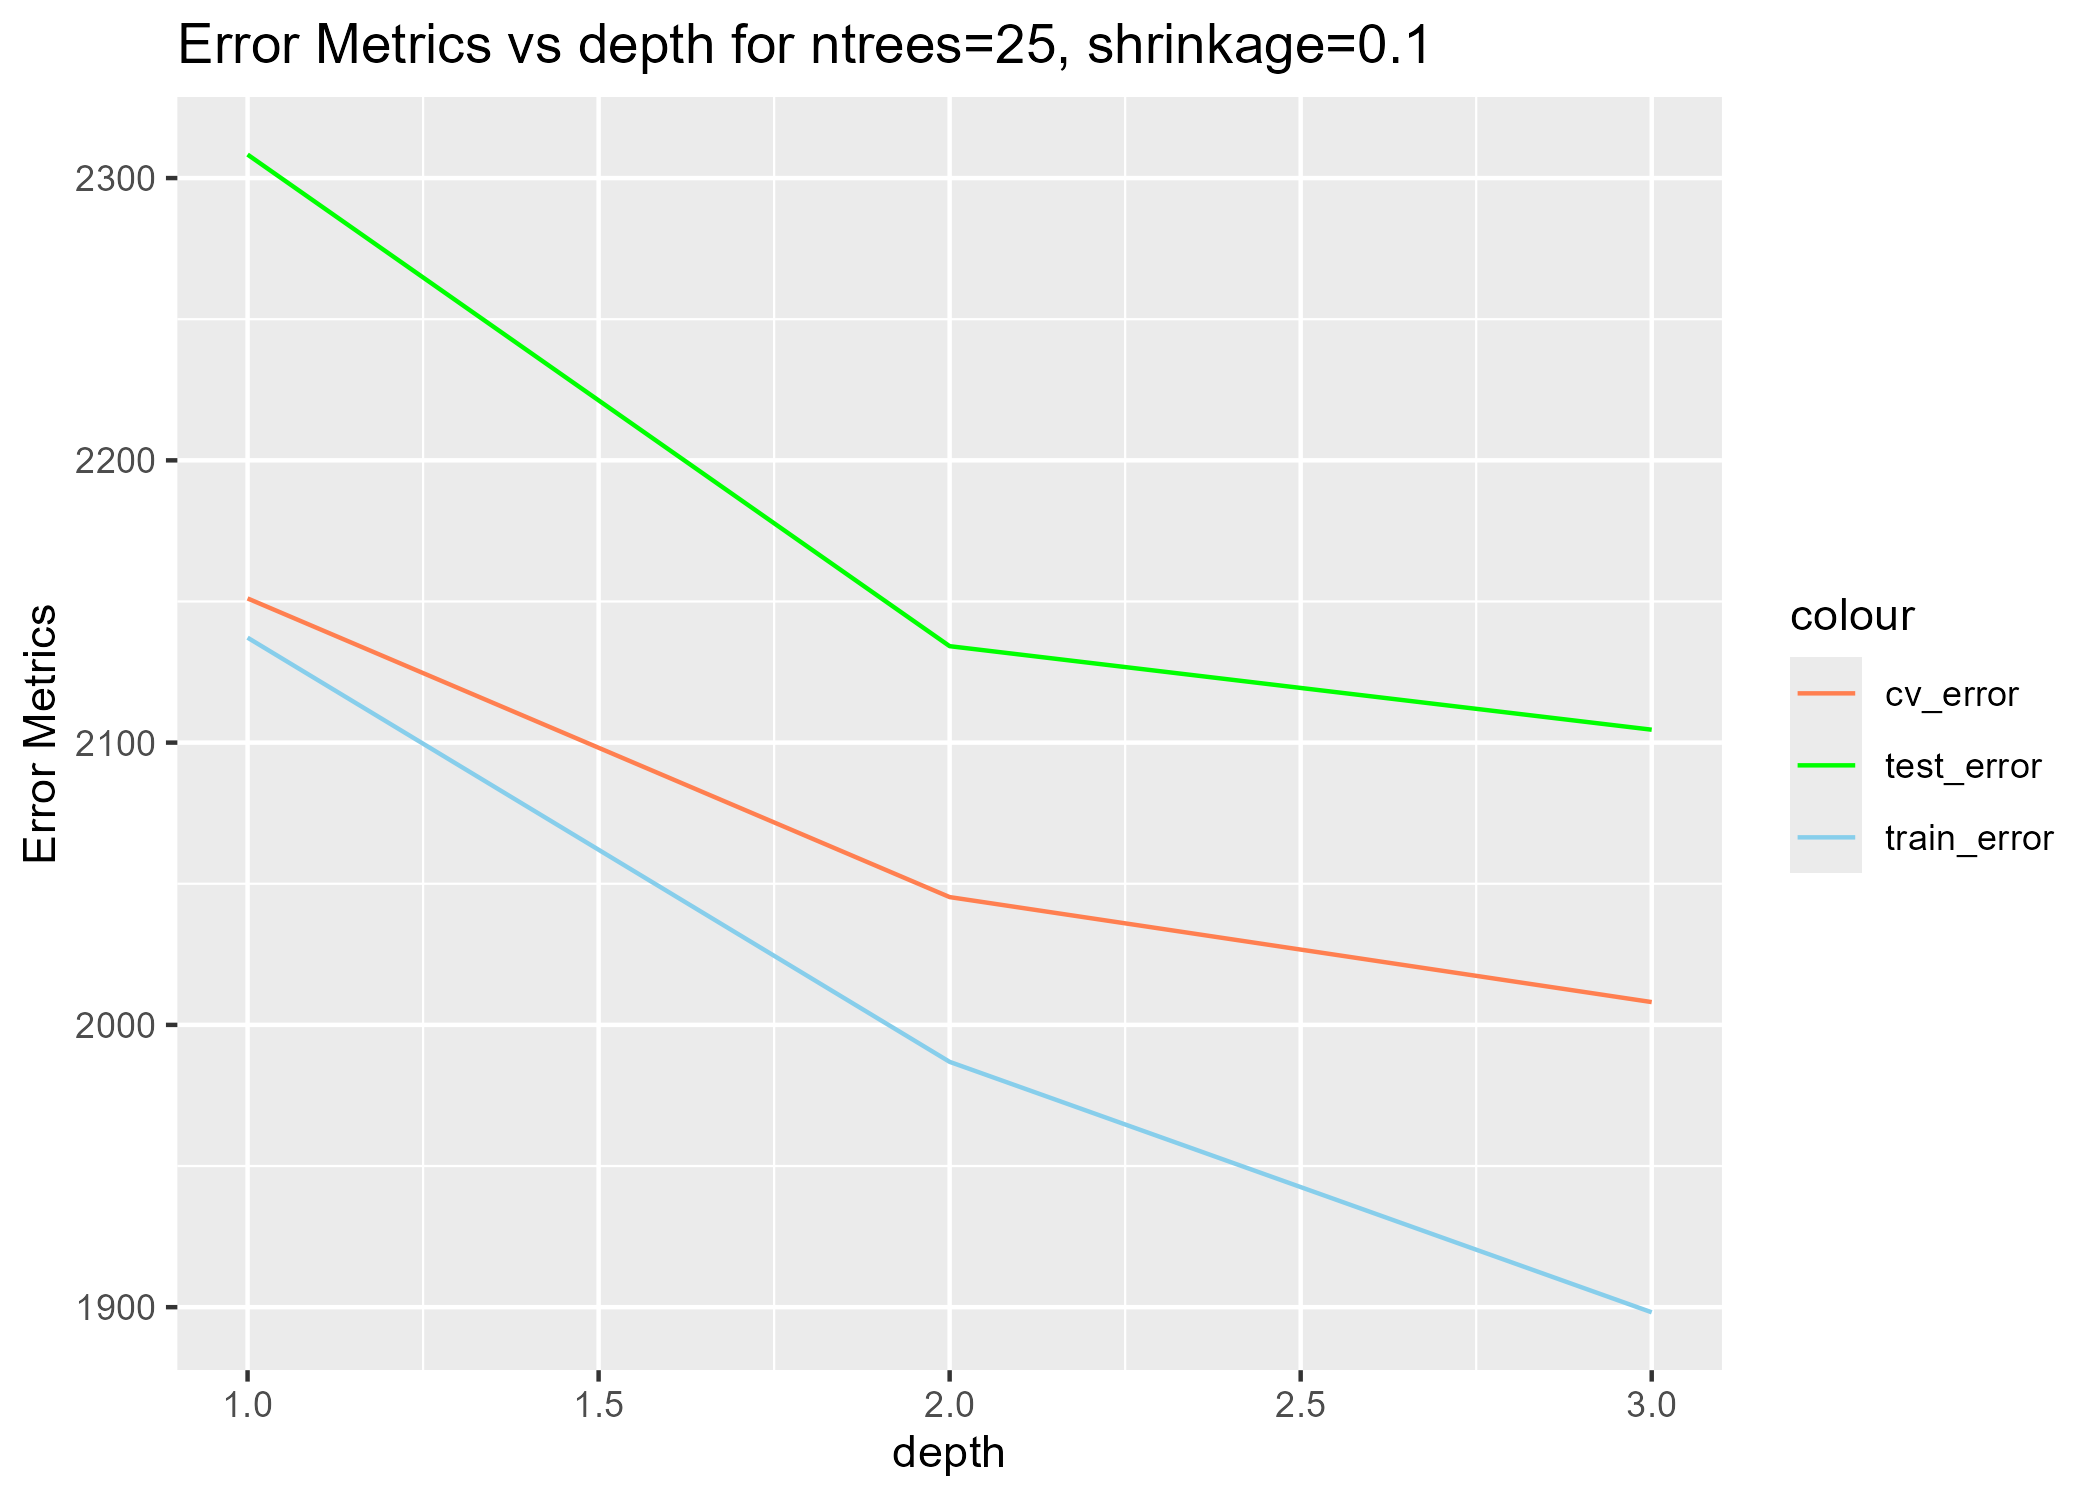 Error Metrics vs depth for ntrees=25, shrinkage=0.1
Error Metrics
2300
2200
2100
2000
1900
1.0 1.5 2.0 2.5 3.0
depth
colour
cv_error
test_error
train_error